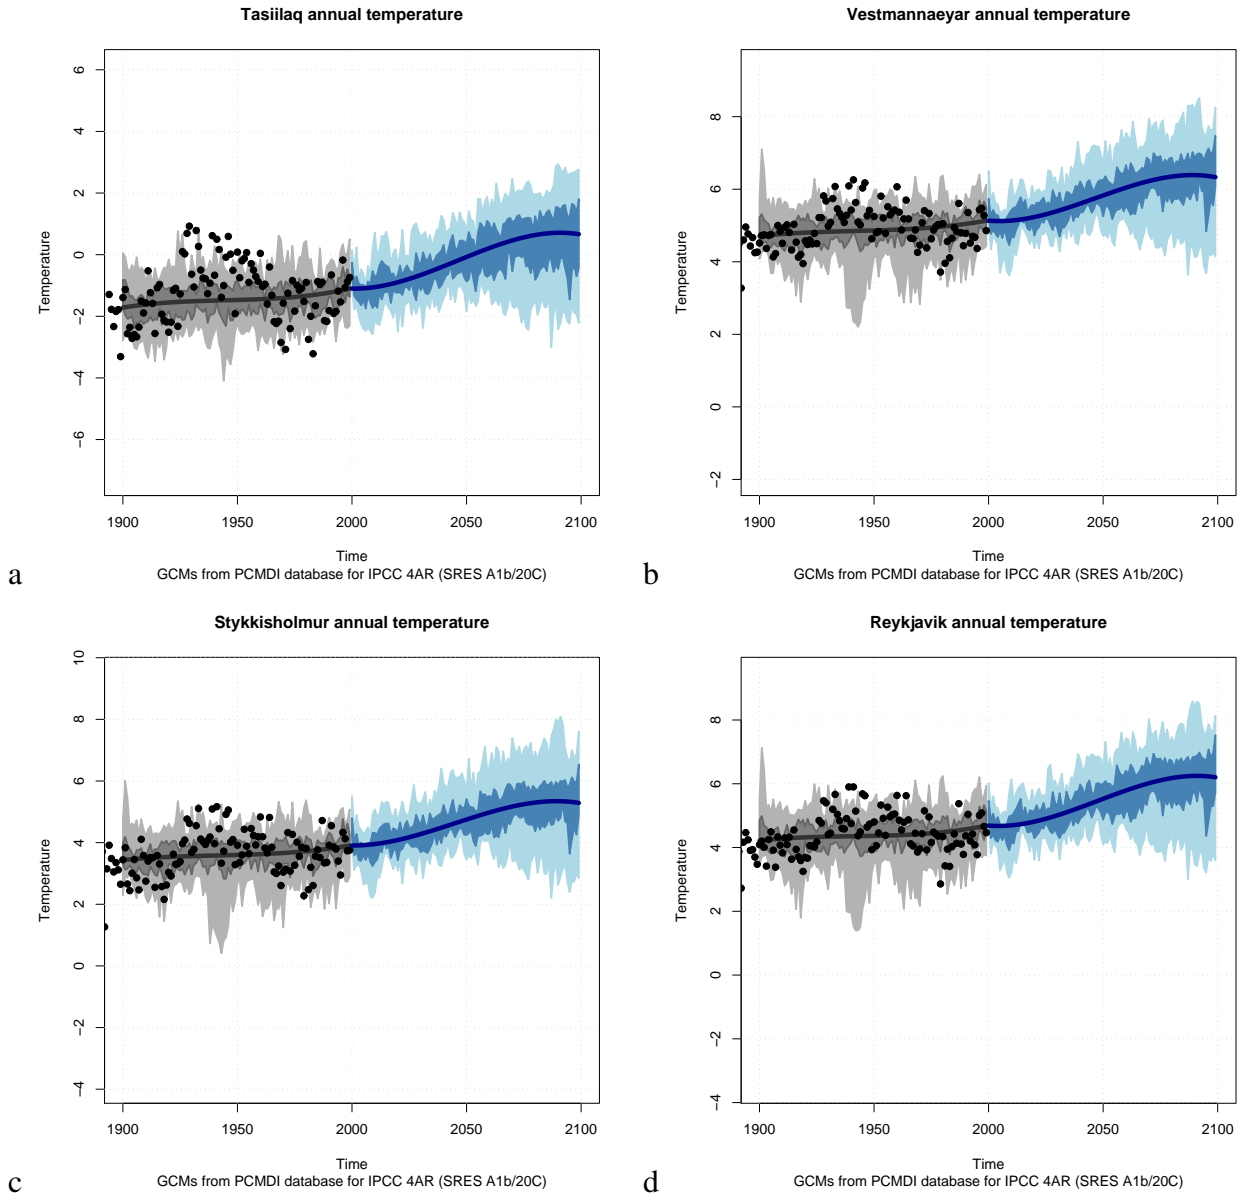 Tasiilaq annual temperature
6
4
2
0
−2
−4
−6
Temperature
1900 1950 2000 2050 2100
Time
GCMs from PCMDI database for IPCC 4AR (SRES A1b/20C)
a
Vestmannaeyar annual temperature
8
6
4
2
0
−2
Temperature
1900 1950 2000 2050 2100
Time
GCMs from PCMDI database for IPCC 4AR (SRES A1b/20C)
b
Stykkisholmur annual temperature
10
8
6
4
2
0
−2
−4
Temperature
1900 1950 2000 2050 2100
Time
GCMs from PCMDI database for IPCC 4AR (SRES A1b/20C)
c
Reykjavik annual temperature
8
6
4
2
0
−2
−4
Temperature
1900 1950 2000 2050 2100
Time
GCMs from PCMDI database for IPCC 4AR (SRES A1b/20C)
d